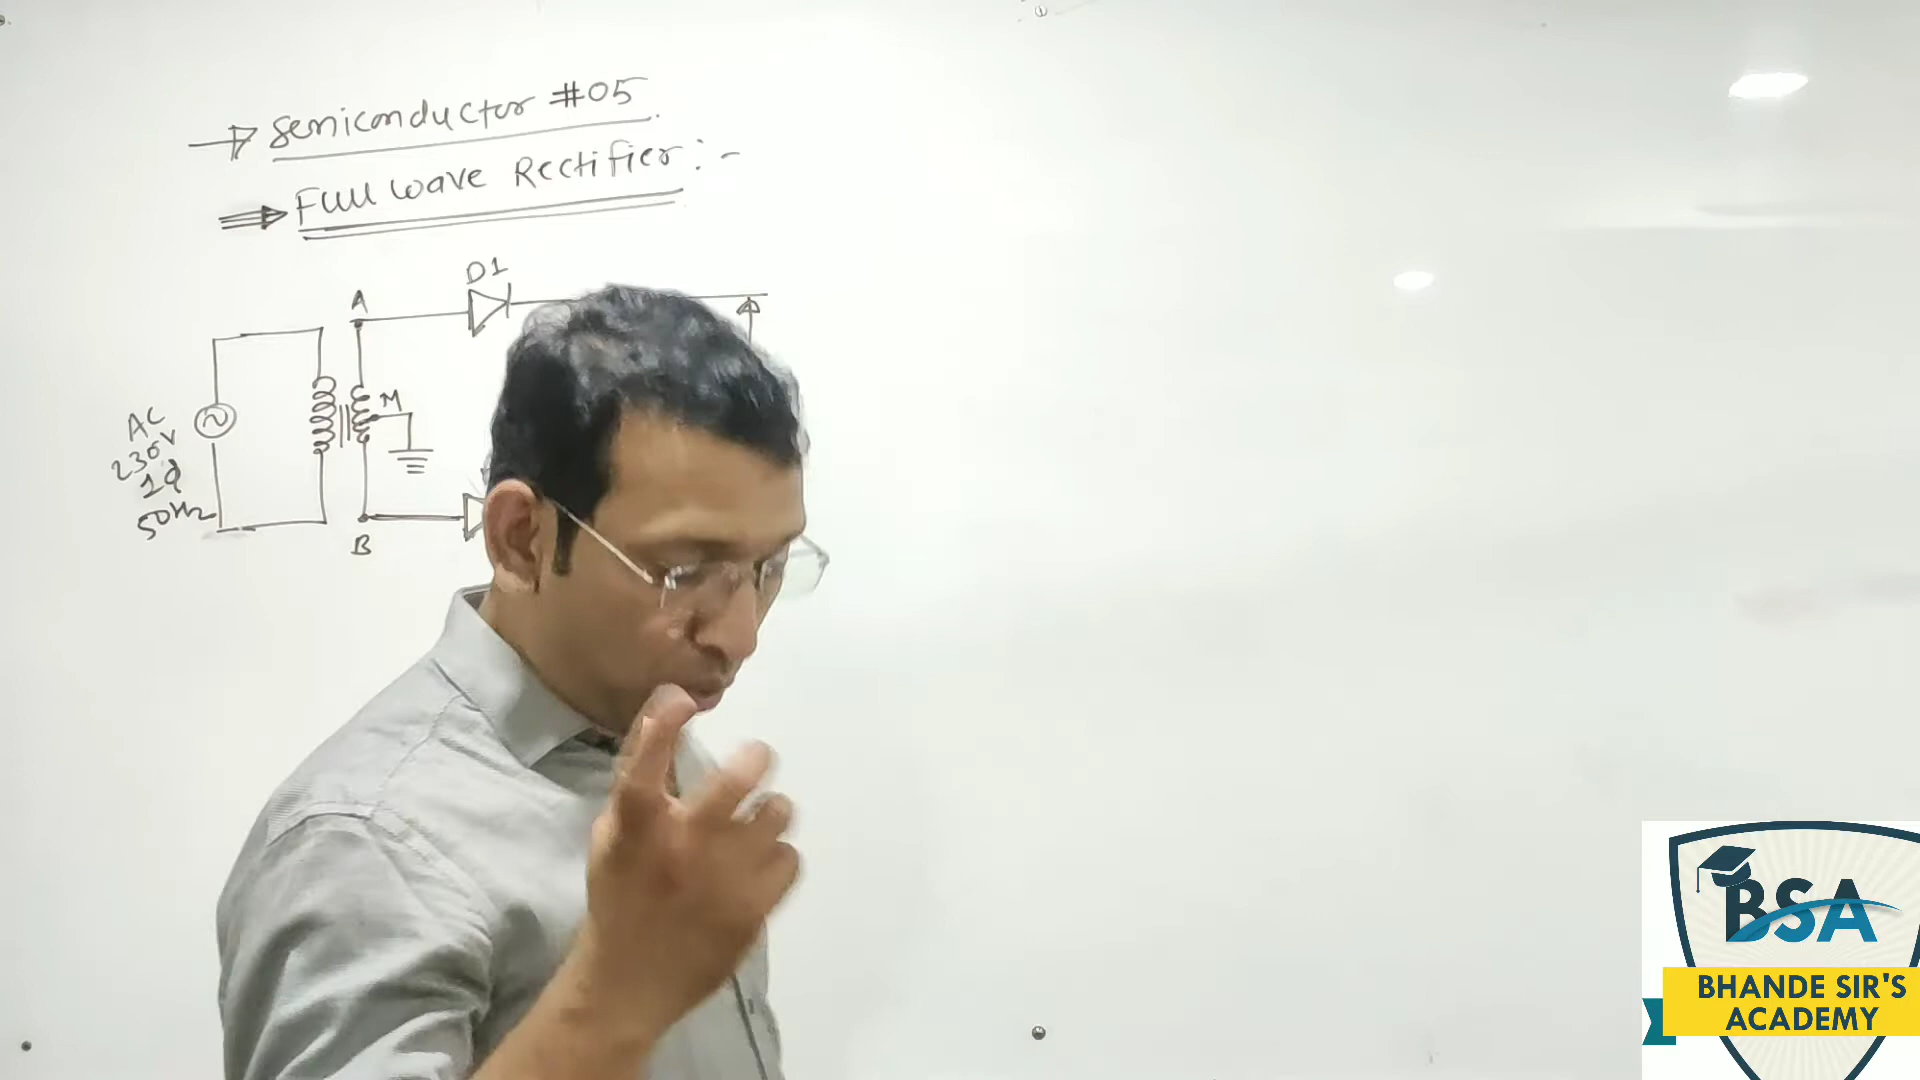 Semiconductor #05.
Full wave Rectifier:-
D1
A
M
AC
230V
1φ
50Hz
B
BSA
BHANDE SIR'S
ACADEMY